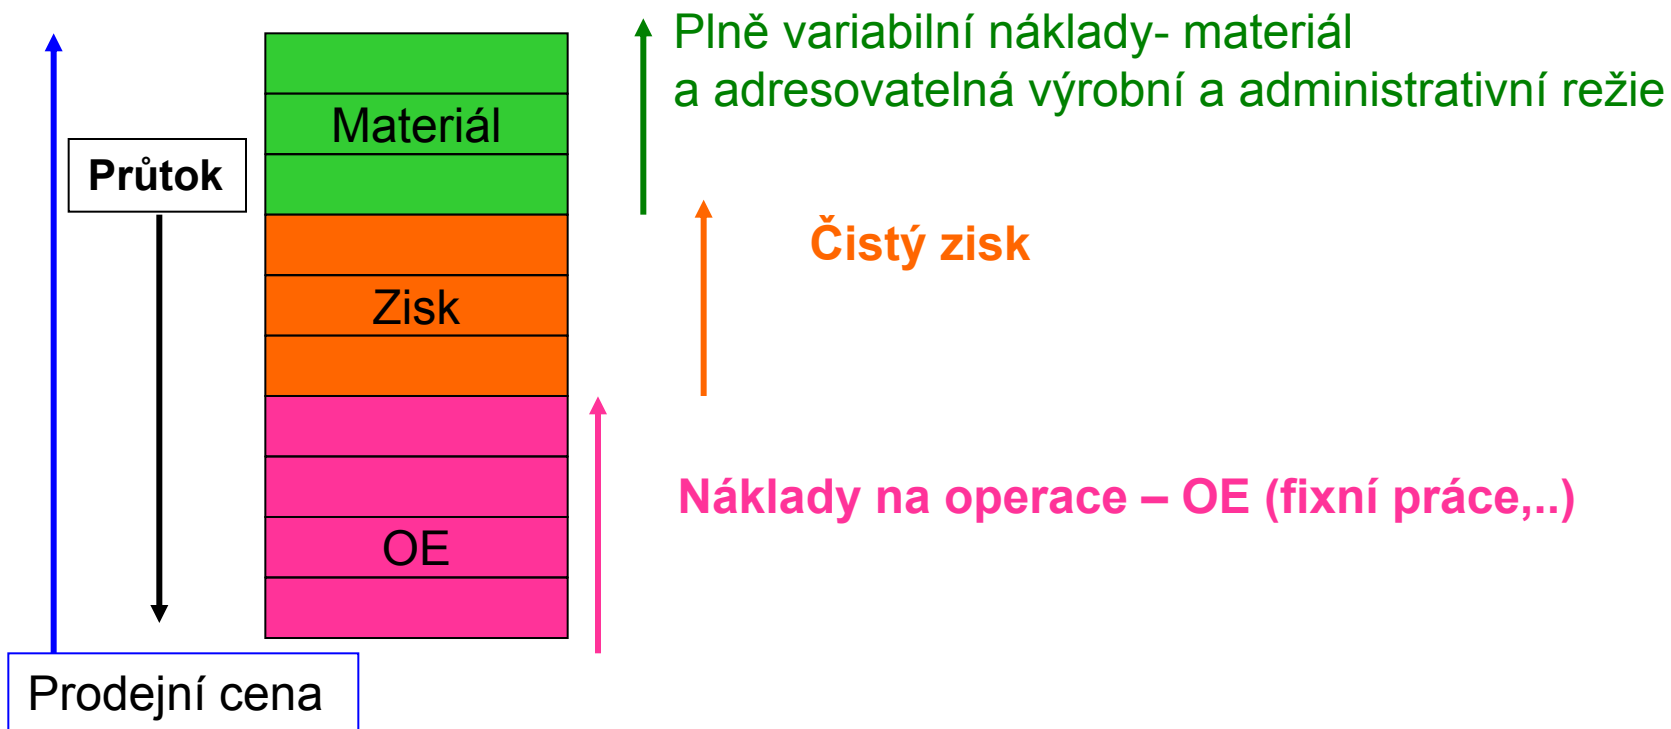 Plně variabilní náklady- materiál
a adresovatelná výrobní a administrativní režie
Materiál
Průtok
Čistý zisk
Zisk
Náklady na operace – OE (fixní práce,..)
OE
Prodejní cena